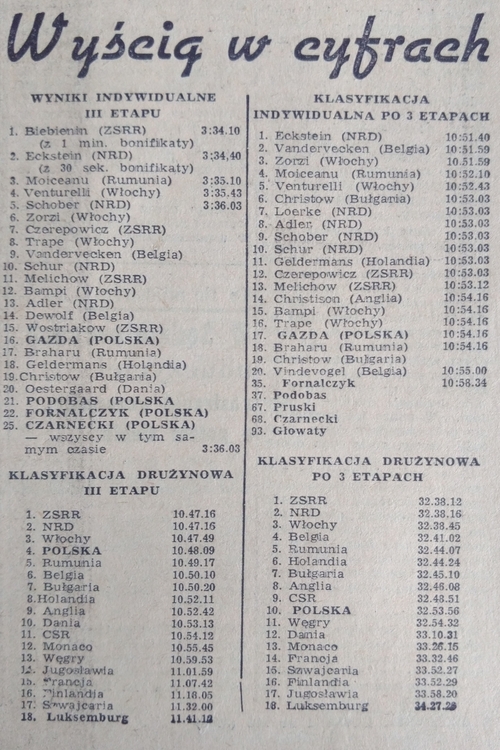 Wyścig w cyfrach
WYNIKI INDYWIDUALNE
III ETAPU
1. Biebienin (ZSRR) 3:34.10
(z 1 min. bonifikaty)
2. Eckstein (NRD) 3:34,40
(z 30 sek. bonifikaty)
3. Moiceanu (Rumunia) 3:35.10
4. Venturelli (Włochy) 3:35.43
5. Schober (NRD) 3:36.03
6. Zorzi (Włochy)
7. Czerepowicz (ZSRR)
8. Trape (Włochy)
9. Vandervecken (Belgia)
10. Schur (NRD)
11. Melichow (ZSRR)
12. Bampi (Włochy)
13. Adler (NRD)
14. Dewolf (Belgia)
15. Wostriakow (ZSRR)
16. GAZDA (POLSKA)
17. Braharu (Rumunia)
18. Geldermans (Holandia)
19. Christow (Bułgaria)
20. Oestergaard (Dania)
21. PODOBAS (POLSKA
22. FORNALCZYK (POLSKA)
25. CZARNECKI (POLSKA)
— wszyscy w tym sa-
mym czasie 3:36.03
KLASYFIKACJA DRUŻYNOWA
III ETAPU
1. ZSRR 10.47.16
2. NRD 10.47.16
3. Włochy 10.47.49
4. POLSKA 10.48.09
5. Rumunia 10.49.17
6. Belgia 10.50.10
7. Bułgaria 10.50.20
8. Holandia 10.52.11
9. Anglia 10.52.42
10. Dania 10.53.13
11. CSR 10.54.12
12. Monaco 10.55.45
13. Węgry 10.59.53
14. Jugosławia 11.01.59
15. Francja 11.07.42
16. Finlandia 11.18.05
17. Szwajcaria 11.32.00
18. Luksemburg 11.41.12
KLASYFIKACJA
INDYWIDUALNA PO 3 ETAPACH
1. Eckstein (NRD) 10:51.40
2. Vandervecken (Belgia) 10:51.59
3. Zorzi (Włochy) 10.51.59
4. Moiceanu (Rumunia) 10:52.10
5. Venturelli (Włochy) 10:52.43
6. Christow (Bułgaria) 10:53.03
7. Loerke (NRD) 10:53.03
8. Adler (NRD) 10:53.03
9. Schober (NRD) 10:53.03
10. Schur (NRD) 10:53.03
11. Geldermans (Holandia) 10:53.03
12. Czerepowicz (ZSRR) 10:53.03
13. Melichow (ZSRR) 10:53.12
14. Christison (Anglia) 10:54.16
15. Bampi (Włochy) 10:54.16
16. Trape (Włochy) 10:54.16
17. GAZDA (POLSKA) 10:54.16
18. Braharu (Rumunia) 10:54.16
19. Christow (Bułgaria)
20. Vindevogel (Belgia) 10:55.00
35. Fornalczyk 10:58.34
37. Podobas
67. Pruski
68. Czarnecki
93. Głowaty
KLASYFIKACJA DRUŻYNOWA
PO 3 ETAPACH
1. ZSRR 32.38.12
2. NRD 32.38.16
3. Włochy 32.38.45
4. Belgia 32.41.02
5. Rumunia 32.44.07
6. Holandia 32.44.24
7. Bułgaria 32.45.10
8. Anglia 32.46.08
9. CSR 32.48.51
10. POLSKA 32.53.56
11. Węgry 32.54.32
12. Dania 33.10.31
13. Monaco 33.26.15
14. Francja 33.32.46
15. Szwajcaria 33.52.27
16. Finlandia 33.52.29
17. Jugosławia 33.58.20
18. Luksemburg 34.27.29